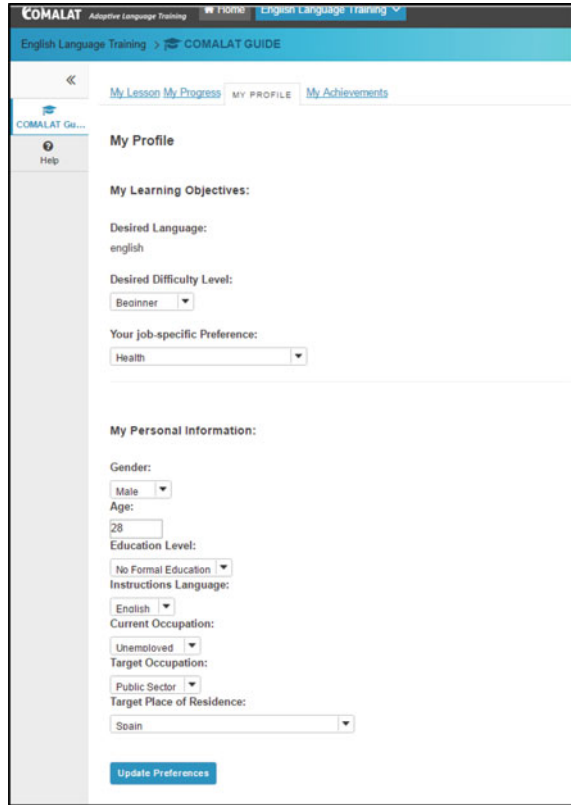 COMALAT Adaptive Language Training Home English Language Training
English Language Training > COMALAT GUIDE
«
My Lesson My Progress MY PROFILE My Achievements
COMALAT Gu...
Help
My Profile
My Learning Objectives:
Desired Language:
english
Desired Difficulty Level:
Beginner
Your job-specific Preference:
Health
My Personal Information:
Gender:
Male
Age:
28
Education Level:
No Formal Education
Instructions Language:
English
Current Occupation:
Unemployed
Target Occupation:
Public Sector
Target Place of Residence:
Spain
Update Preferences